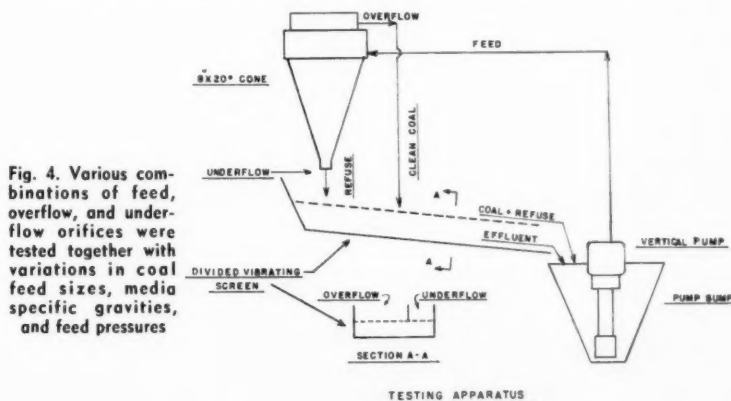 OVERFLOW
FEED
8"X20° CONE
CLEAN COAL
UNDERFLOW
REFUSE
A
COAL + REFUSE
EFFLUENT
VERTICAL PUMP
A
DIVIDED VIBRATING
SCREEN
PUMP SUMP
OVERFLOW
UNDERFLOW
SECTION A-A
TESTING APPARATUS
Fig. 4. Various com-
binations of feed,
overflow, and under-
flow orifices were
tested together with
variations in coal
feed sizes, media
specific gravities,
and feed pressures